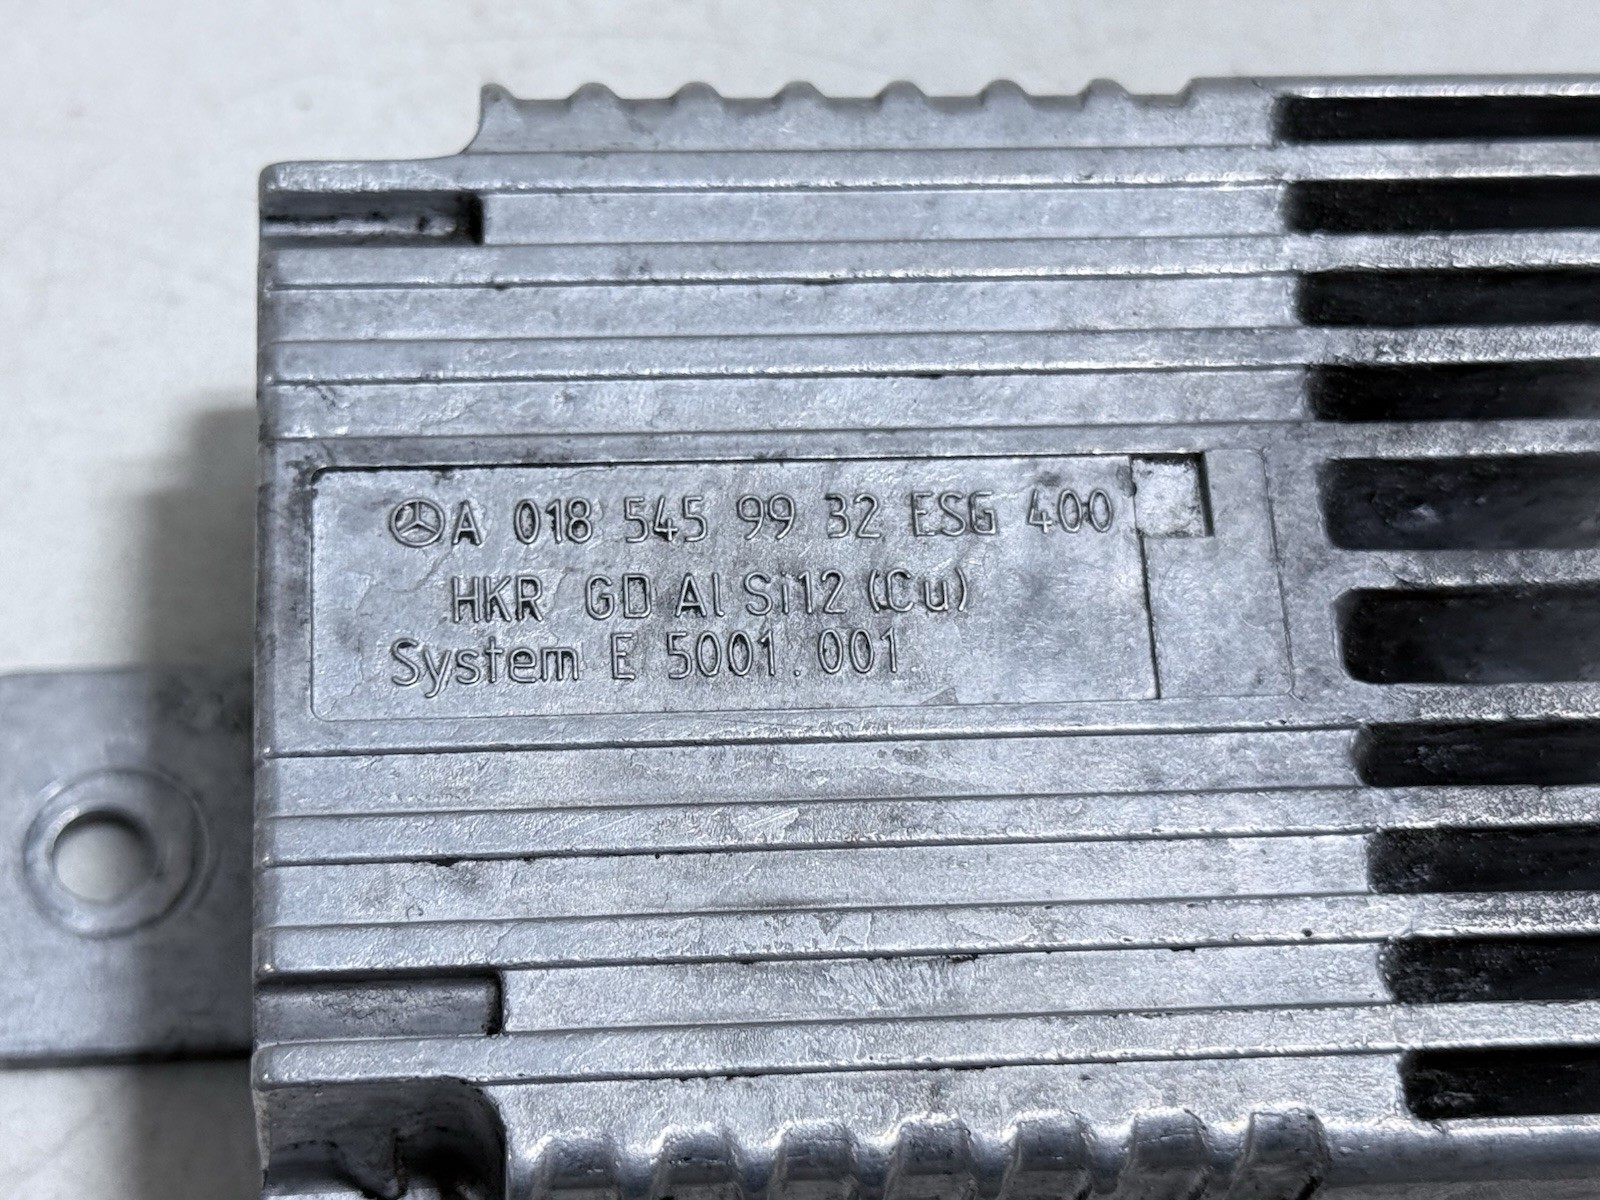 A 018 545 99 32 ESG 400
HKR GD Al Si12 (Cu)
System E 5001.001